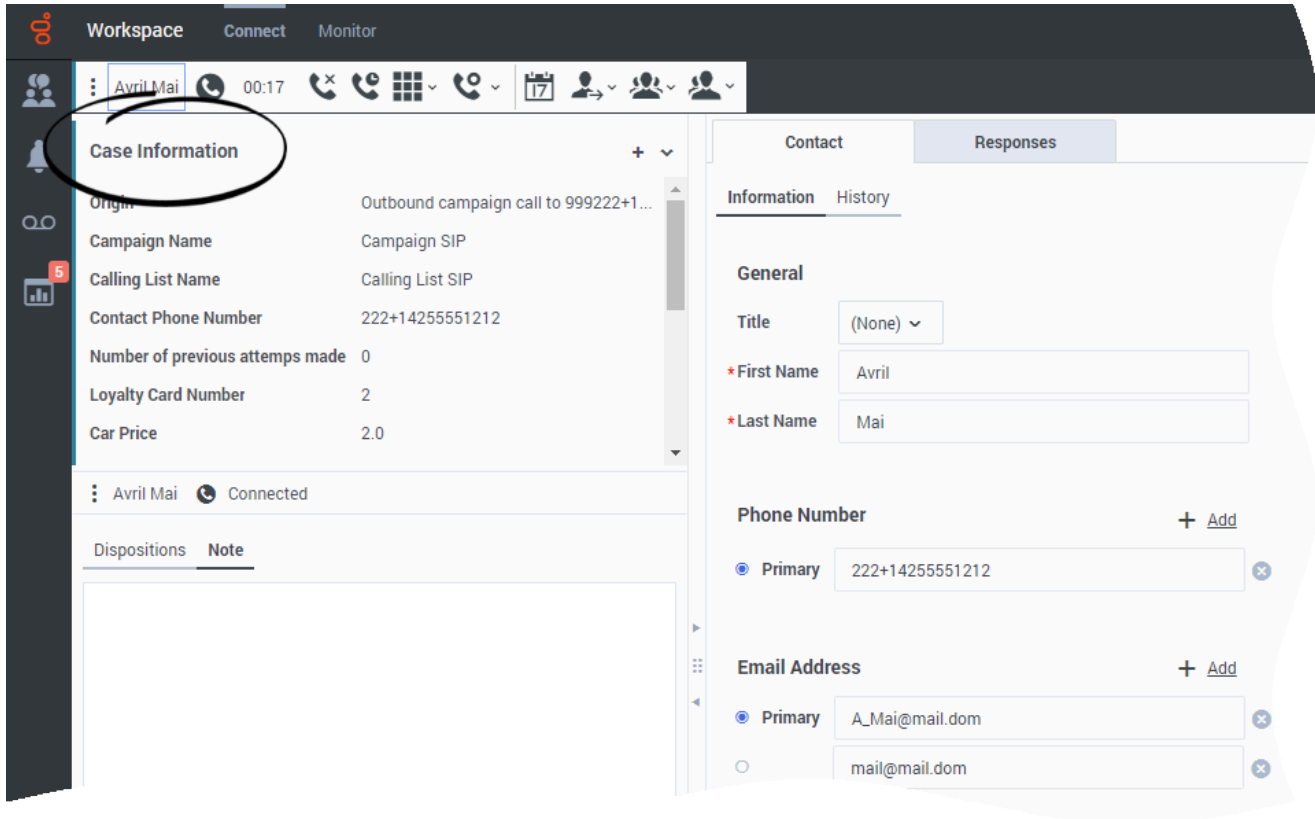 Workspace Connect Monitor
Avril Mai 00:17 17
5
Case Information
Origin Outbound campaign call to 999222+1...
Campaign Name Campaign SIP
Calling List Name Calling List SIP
Contact Phone Number 222+14255551212
Number of previous attemps made 0
Loyalty Card Number 2
Car Price 2.0
Avril Mai Connected
Dispositions Note
Contact Responses
Information History
General
Title (None)
*First Name Avril
*Last Name Mai
Phone Number + Add
Primary 222+14255551212
Email Address + Add
Primary A_Mai@mail.dom
mail@mail.dom